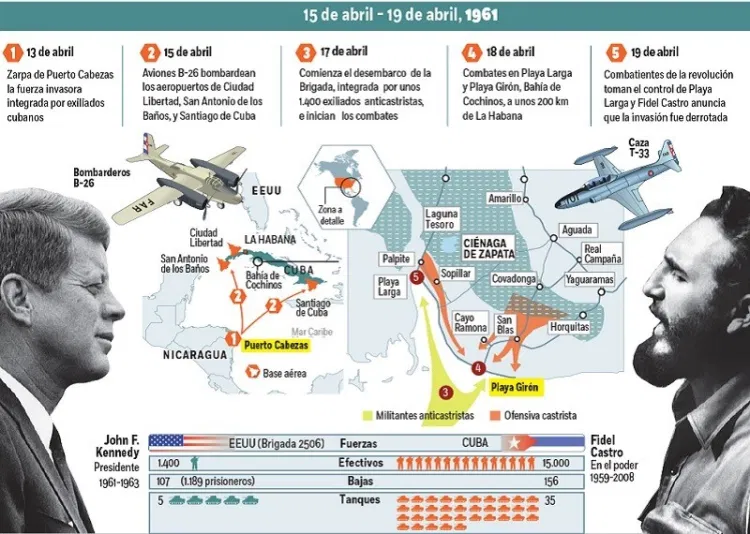 15 de abril - 19 de abril, 1961
1 13 de abril
Zarpa de Puerto Cabezas
la fuerza invasora
integrada por exiliados
cubanos
2 15 de abril
Aviones B-26 bombardean
los aeropuertos de Ciudad
Libertad, San Antonio de los
Baños, y Santiago de Cuba
3 17 de abril
Comienza el desembarco de la
Brigada, integrada por unos
1.400 exiliados anticastristas,
e inician los combates
4 18 de abril
Combates en Playa Larga
y Playa Girón, Bahía de
Cochinos, a unos 200 km
de La Habana
5 19 de abril
Combatientes de la revolución
toman el control de Playa
Larga y Fidel Castro anuncia
que la invasión fue derrotada
Bombarderos
B-26
FAR
EEUU
Ciudad
Libertad
LA HABANA
San Antonio
de los Baños
CUBA
Bahía de
Cochinos
2
2
Santiago
de Cuba
Mar Caribe
1
Puerto Cabezas
NICARAGUA
Base aérea
Zona a
detalle
Caza
T-33
701
Amarillo
Laguna
Tesoro
Aguada
CIÉNAGA
DE ZAPATA
Real
Campaña
Palpite
5
Sopillar
Playa
Larga
Covadonga
Yaguaramas
Cayo
Ramona
San
Blas
Horquitas
4
Playa Girón
3
Militantes anticastristas
Ofensiva castrista
John F.
Kennedy
Presidente
1961-1963
EEUU (Brigada 2506) Fuerzas CUBA
1.400 Efectivos 15.000
107 (1.189 prisioneros) Bajas 156
5 Tanques 35
Fidel
Castro
En el poder
1959-2008